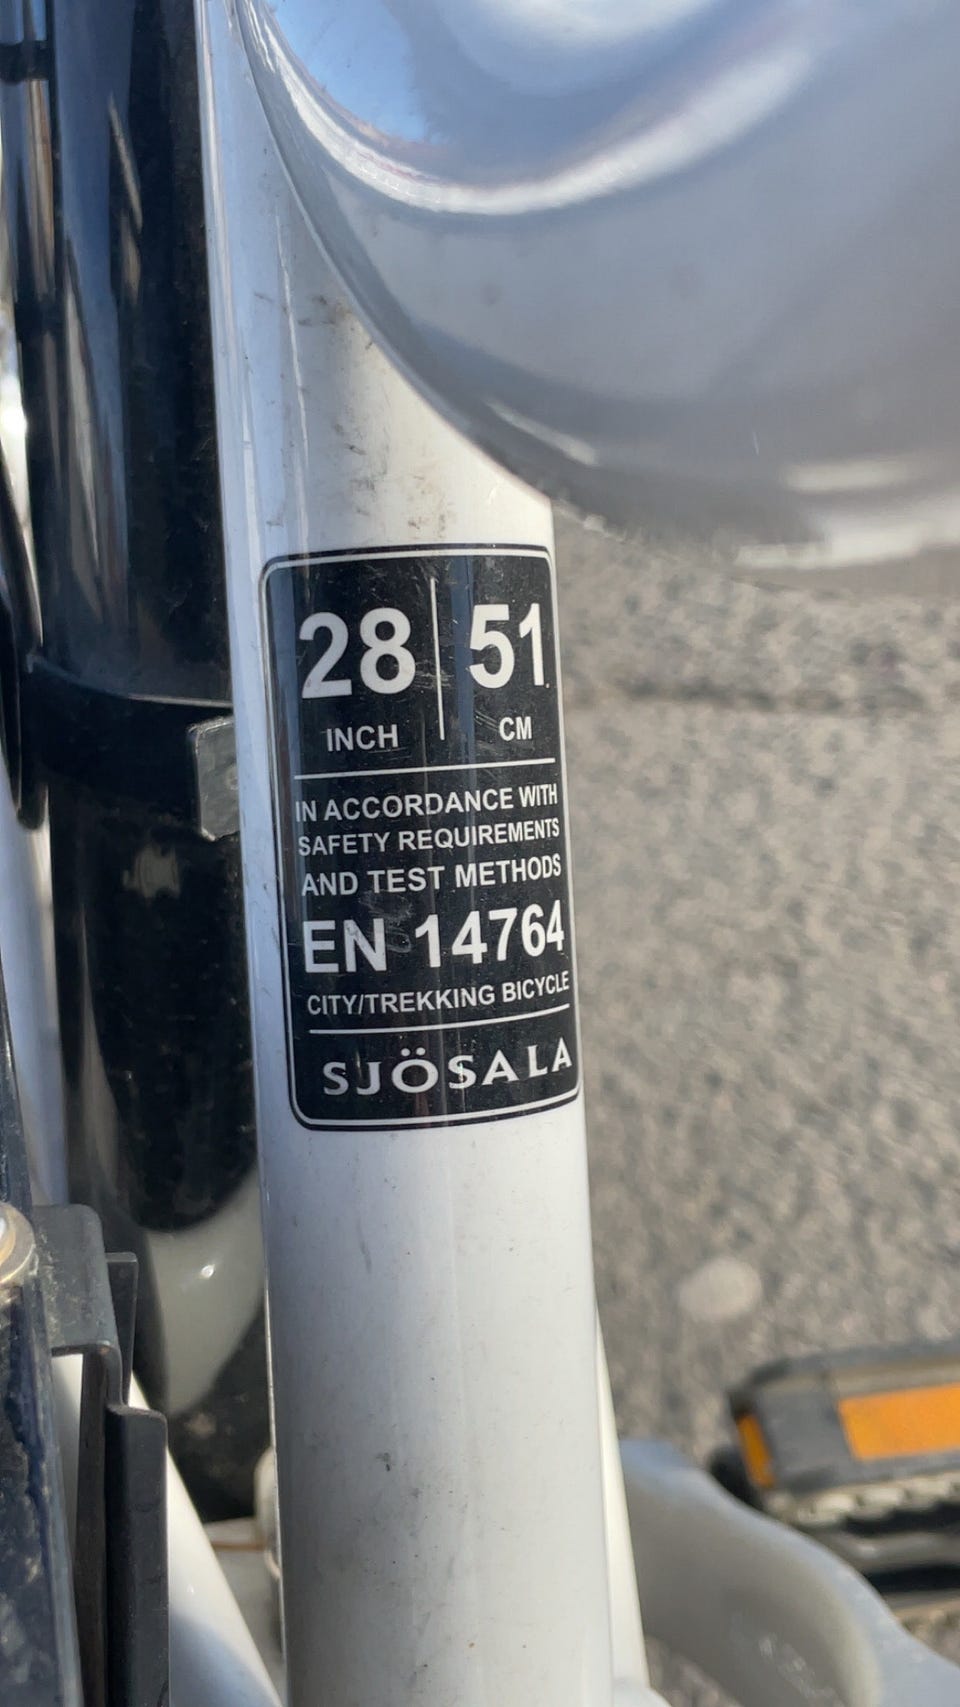 28 51
INCH CM
IN ACCORDANCE WITH
SAFETY REQUIREMENTS
AND TEST METHODS
EN 14764
CITY/TREKKING BICYCLE
SJÖSALA